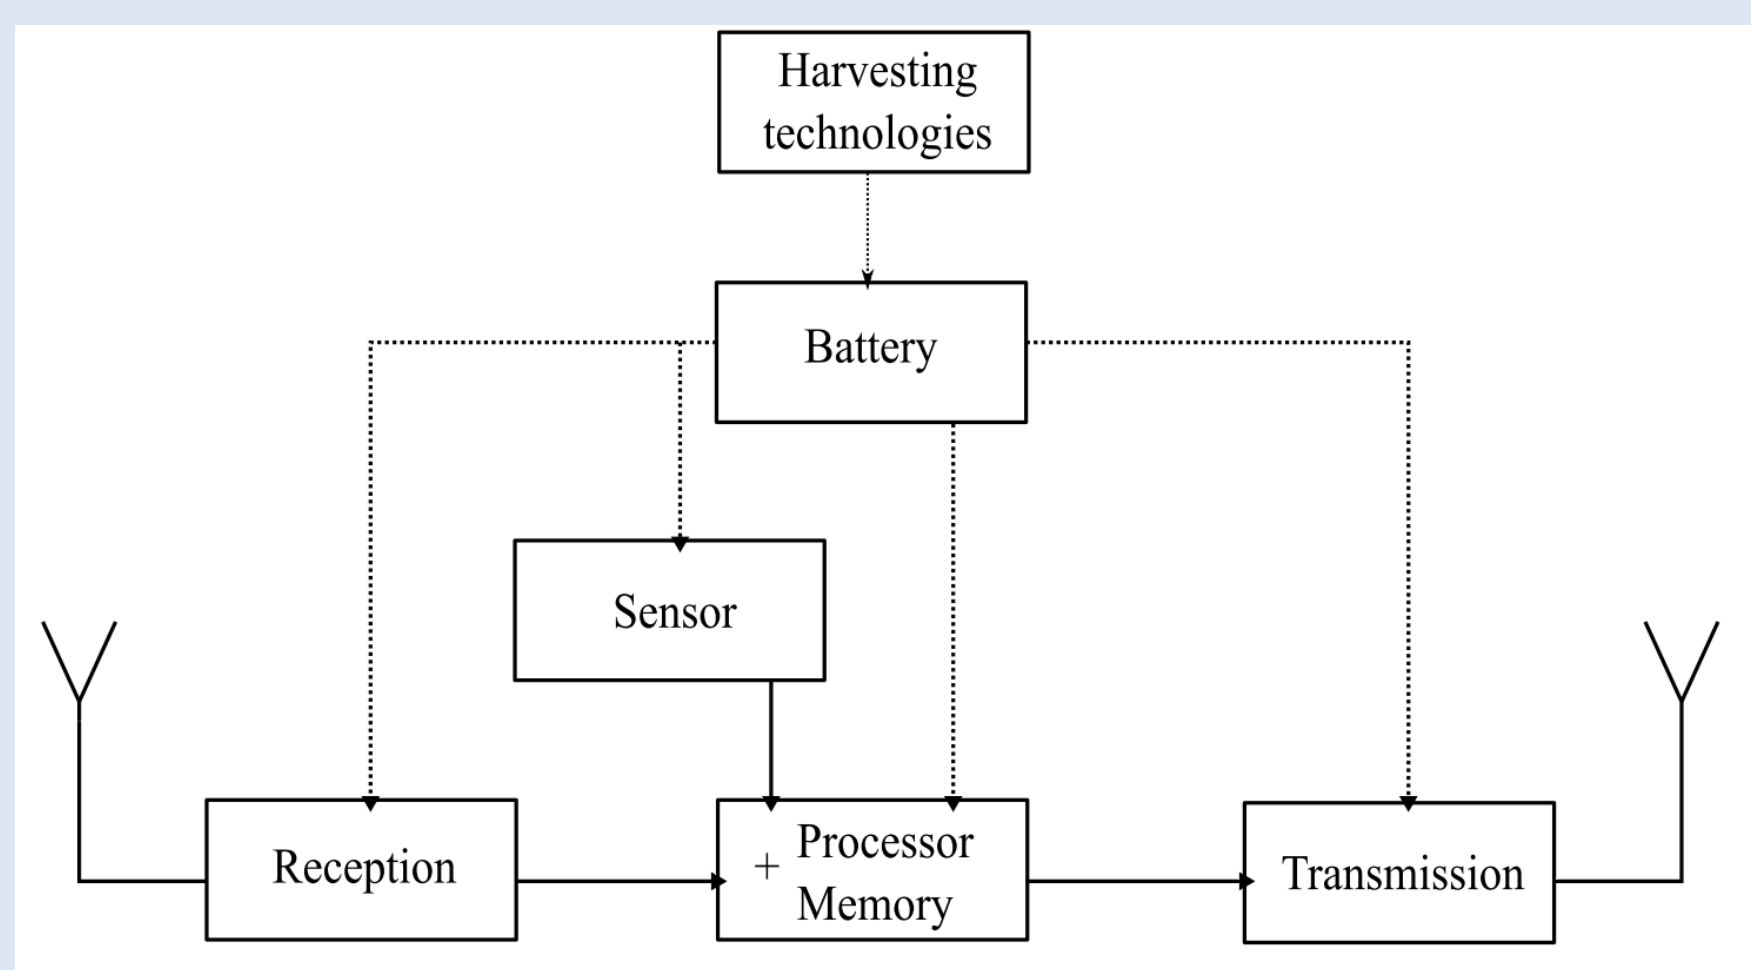 Harvesting
technologies
Battery
Sensor
Reception
+ Processor
Memory
Transmission